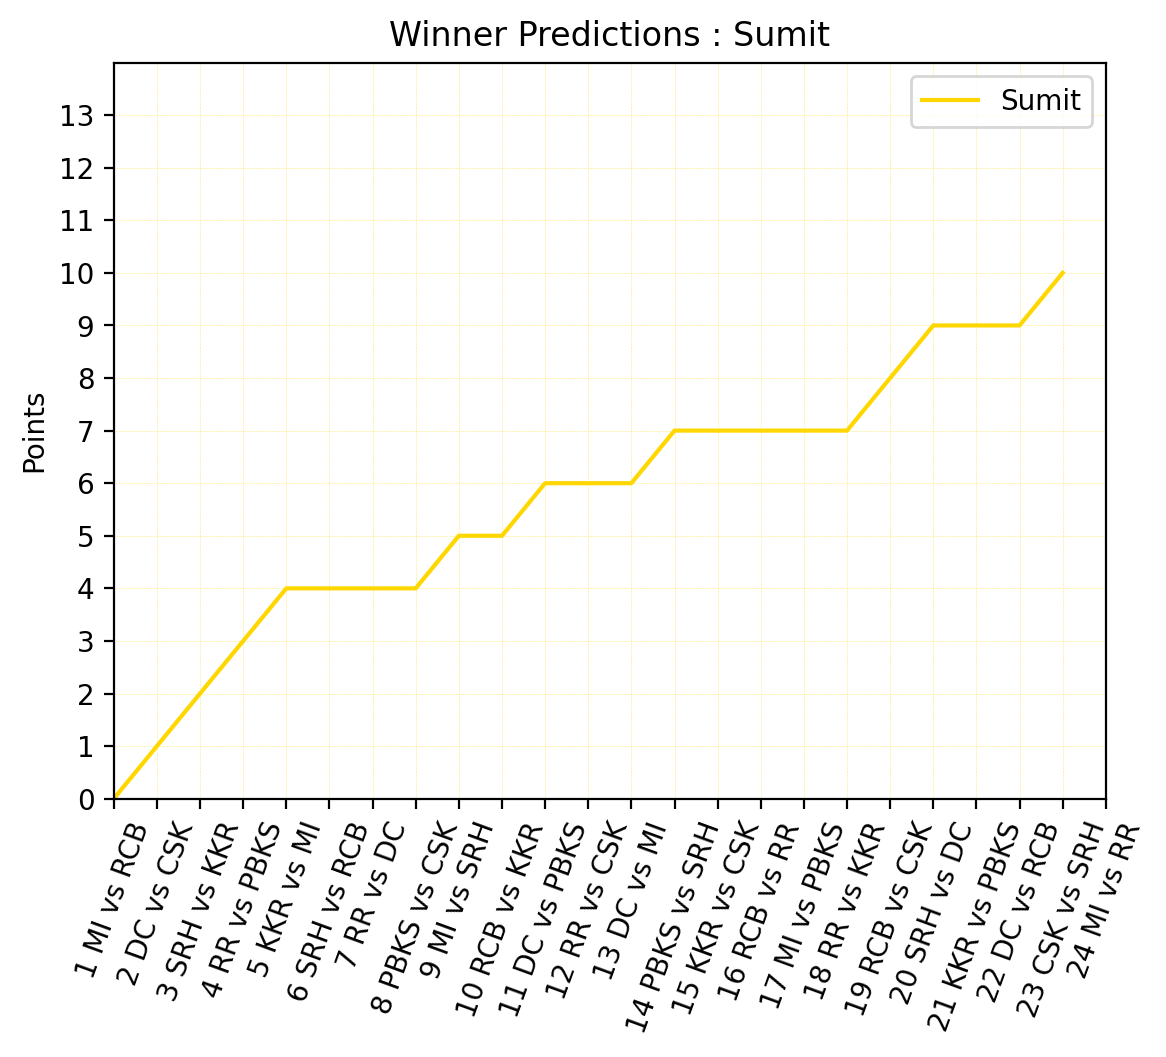 Winner Predictions : Sumit
Sumit
Points
13
12
11
10
9
8
7
6
5
4
3
2
1
0
1 MI vs RCB
2 DC vs CSK
3 SRH vs KKR
4 RR vs PBKS
5 KKR vs MI
6 SRH vs RCB
7 RR vs DC
8 PBKS vs CSK
9 MI vs SRH
10 RCB vs KKR
11 DC vs PBKS
12 RR vs CSK
13 DC vs MI
14 PBKS vs SRH
15 KKR vs CSK
16 RCB vs RR
17 MI vs PBKS
18 RR vs KKR
19 RCB vs CSK
20 SRH vs DC
21 KKR vs PBKS
22 DC vs RCB
23 CSK vs SRH
24 MI vs RR